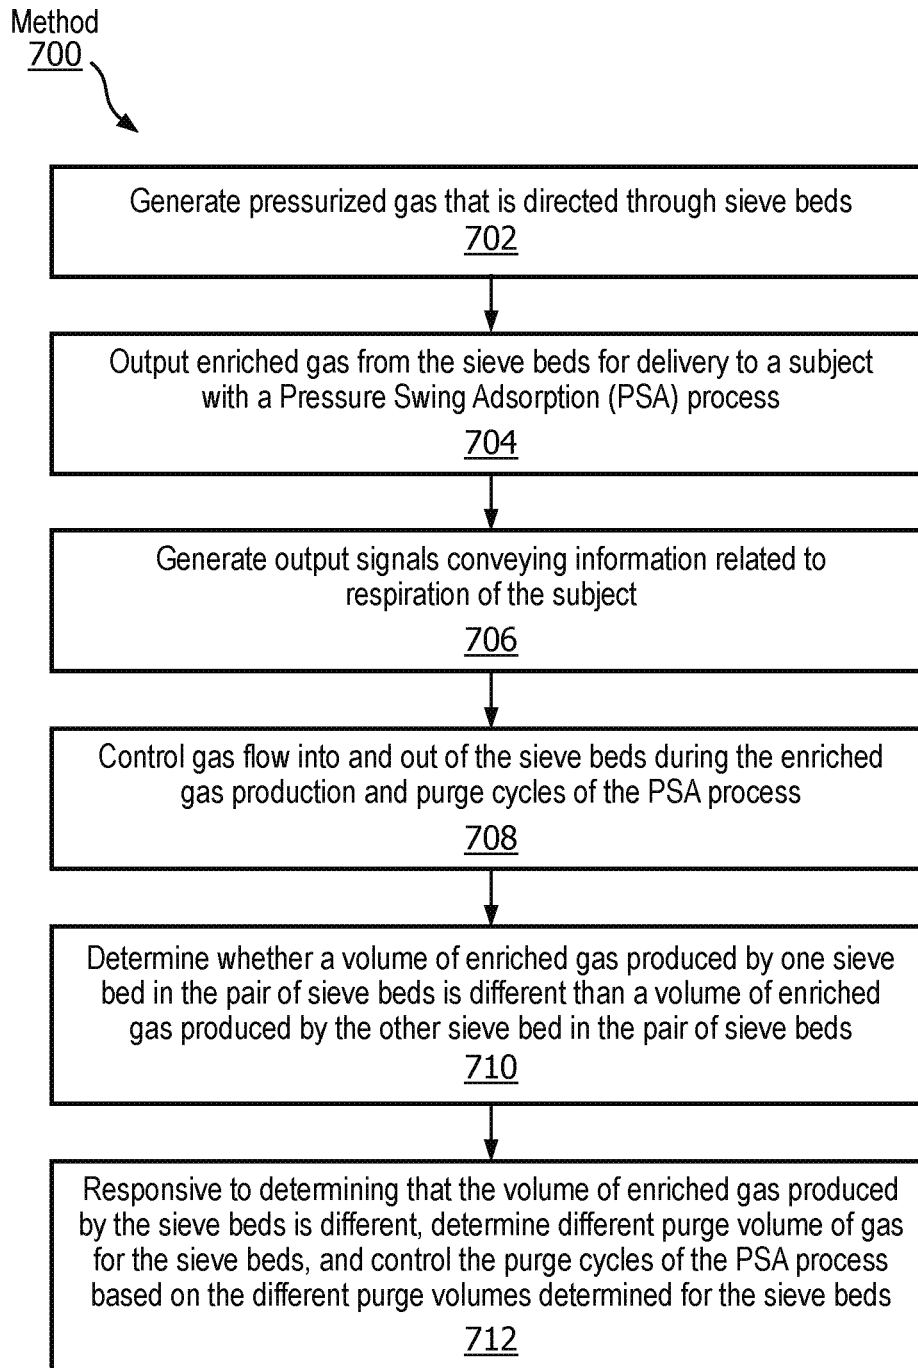 Method
700
Generate pressurized gas that is directed through sieve beds
702
Output enriched gas from the sieve beds for delivery to a subject
with a Pressure Swing Adsorption (PSA) process
704
Generate output signals conveying information related to
respiration of the subject
706
Control gas flow into and out of the sieve beds during the enriched
gas production and purge cycles of the PSA process
708
Determine whether a volume of enriched gas produced by one sieve
bed in the pair of sieve beds is different than a volume of enriched
gas produced by the other sieve bed in the pair of sieve beds
710
Responsive to determining that the volume of enriched gas produced
by the sieve beds is different, determine different purge volume of gas
for the sieve beds, and control the purge cycles of the PSA process
based on the different purge volumes determined for the sieve beds
712